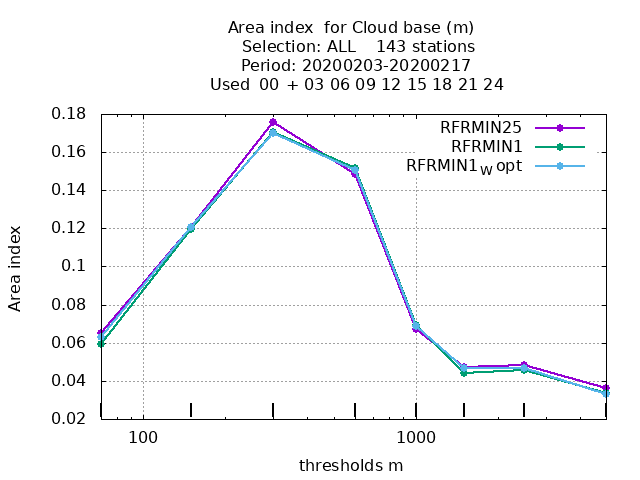 Area index  for Cloud base (m)
Selection: ALL    143 stations
Period: 20200203-20200217
Used  00 + 03 06 09 12 15 18 21 24
RFRMIN25
RFRMIN1
RFRMIN1W opt
0.18
0.16
0.14
0.12
0.1
0.08
0.06
0.04
0.02
Area index
100 1000
thresholds m